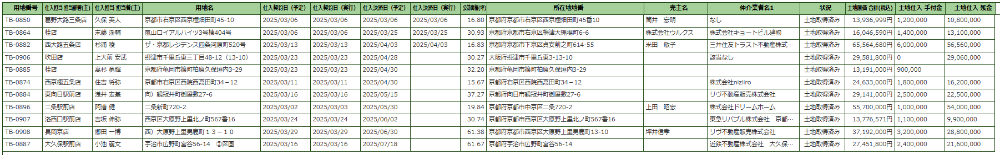 用地番号 仕入担当 担当部署(主) 仕入担当 担当者(主) 用地名 仕入契約日（予定） 仕入契約日（実行） 仕入決済日（予定） 仕入決済日（実行） 公簿面積(坪) 所在地地番 売主名 仲介業者名1 状況 土地原価 合計(税込) 土地仕入 手付金 土地仕入 残金
TB-0850 葛野大路三条店 久保 英人 京都市右京区西京極畑田町45-10 2025/03/06 2025/03/06 2025/03/06 2025/03/06 16.80 京都府京都市右京区西京極畑田町45番10 筒井　宏明 なし 土地取得済み 13,936,999円 1,200,000 10,800,000
TB-0864 桂店 末藤 渓輔 嵐山ロイアルハイツ3号棟404号 2025/03/06 2025/03/06 2025/03/25 2025/03/25 30.93 京都府京都市右京区梅津大縄場町6-6 株式会社ウルクス 株式会社キョートビル建物 土地取得済み 16,046,590円 1,400,000 13,100,000
TB-0882 西大路五条店 杉浦 稜 ザ・京都レジデンス四条河原町520号 2025/03/13 2025/03/13 2025/04/03 2025/04/03 16.83 京都府京都市下京区貞安前之町614-55 米田　敏子 三井住友トラスト不動産株式… 土地取得済み 65,564,680円 6,000,000 56,560,000
TB-0906 吹田店 上大前 安武 摂津市千里丘東三丁目48-12（13-10） 2025/03/23 2025/03/23 2025/04/28 30.27 大阪府摂津市千里丘東3-13-10 該当なし 土地取得済み 29,581,800円 0 29,060,000
TB-0885 桂店 高杉 勇輝 京都府亀岡市篠町柏原久保垣内3-29 2025/03/23 2025/03/23 2025/04/30 32.20 京都府亀岡市篠町柏原久保垣内3-29 土地取得済み 13,191,000円 900,000
TB-0874 西京極五条店 住吉 将弥 京都市右京区西院西高田町34－12 2025/03/11 2025/03/11 2025/04/30 15.67 京都府右京区西院西高田町34－12 株式会社niziiro 土地取得済み 24,633,000円 1,800,000 16,200,000
TB-0884 東向日駅前店 浅井 宏基 向）鶏冠井町御屋敷27-6 2025/03/16 2025/03/16 2025/05/15 37.27 京都府向日市鶏冠井町御屋敷27-6 リヴ不動産販売株式会社 土地取得済み 29,141,000円 2,500,000 22,500,000
TB-0896 二条駅前店 阿漕 健 二条新町720-2 2025/03/02 2025/03/03 2025/05/30 19.84 京都府京都市中京区二条720-2 上田　昭宏 株式会社ドリームホーム 土地取得済み 55,700,000円 1,000,000 54,000,000
TB-0907 洛西口駅前店 吉坂 伸弥 西京区大原野上里北ノ町567番16 2025/03/24 2025/03/24 2025/06/02 30.74 京都府京都市西京区大原野上里北ノ町567番16 東急リバブル株式会社　京都… 土地取得済み 13,776,571円 1,100,000 9,900,000
TB-0908 長岡京店 郷田 一博 西）大原野上里男鹿町１３－１０ 2025/03/29 2025/03/29 2025/06/30 61.38 京都府京都市西京区大原野上里男鹿町13-10 坪井信孝 リヴ不動産販売株式会社 土地取得済み 37,192,000円 3,200,000 28,800,000
TB-0887 大久保駅前店 小池 麗文 宇治市広野町宮谷56-14　②区画 2025/03/16 2025/03/16 2025/07/18 61.67 京都府宇治市広野町宮谷56-14 近鉄不動産株式会社　大久保… 土地取得済み 27,451,800円 2,400,000 21,600,000